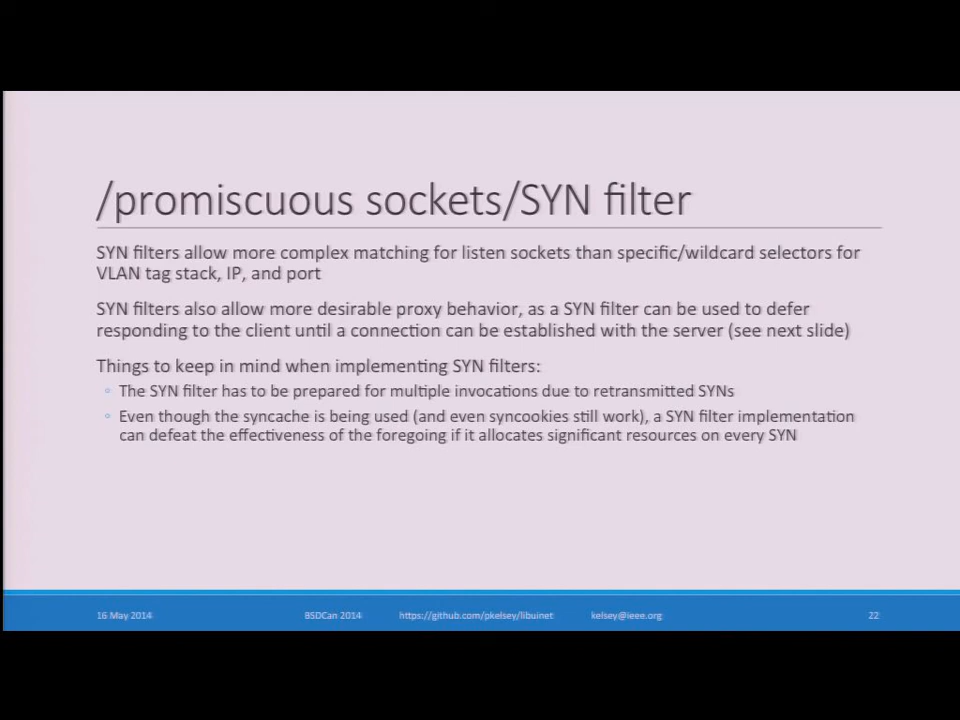 /promiscuous sockets/SYN filter
SYN filters allow more complex matching for listen sockets than specific/wildcard selectors for
VLAN tag stack, IP, and port
SYN filters also allow more desirable proxy behavior, as a SYN filter can be used to defer
responding to the client until a connection can be established with the server (see next slide)
Things to keep in mind when implementing SYN filters:
◦ The SYN filter has to be prepared for multiple invocations due to retransmitted SYNs
◦ Even though the syncache is being used (and even syncookies still work), a SYN filter implementation
can defeat the effectiveness of the foregoing if it allocates significant resources on every SYN
16 May 2014 BSDCan 2014 https://github.com/pkelsey/libuinet kelsey@ieee.org 22